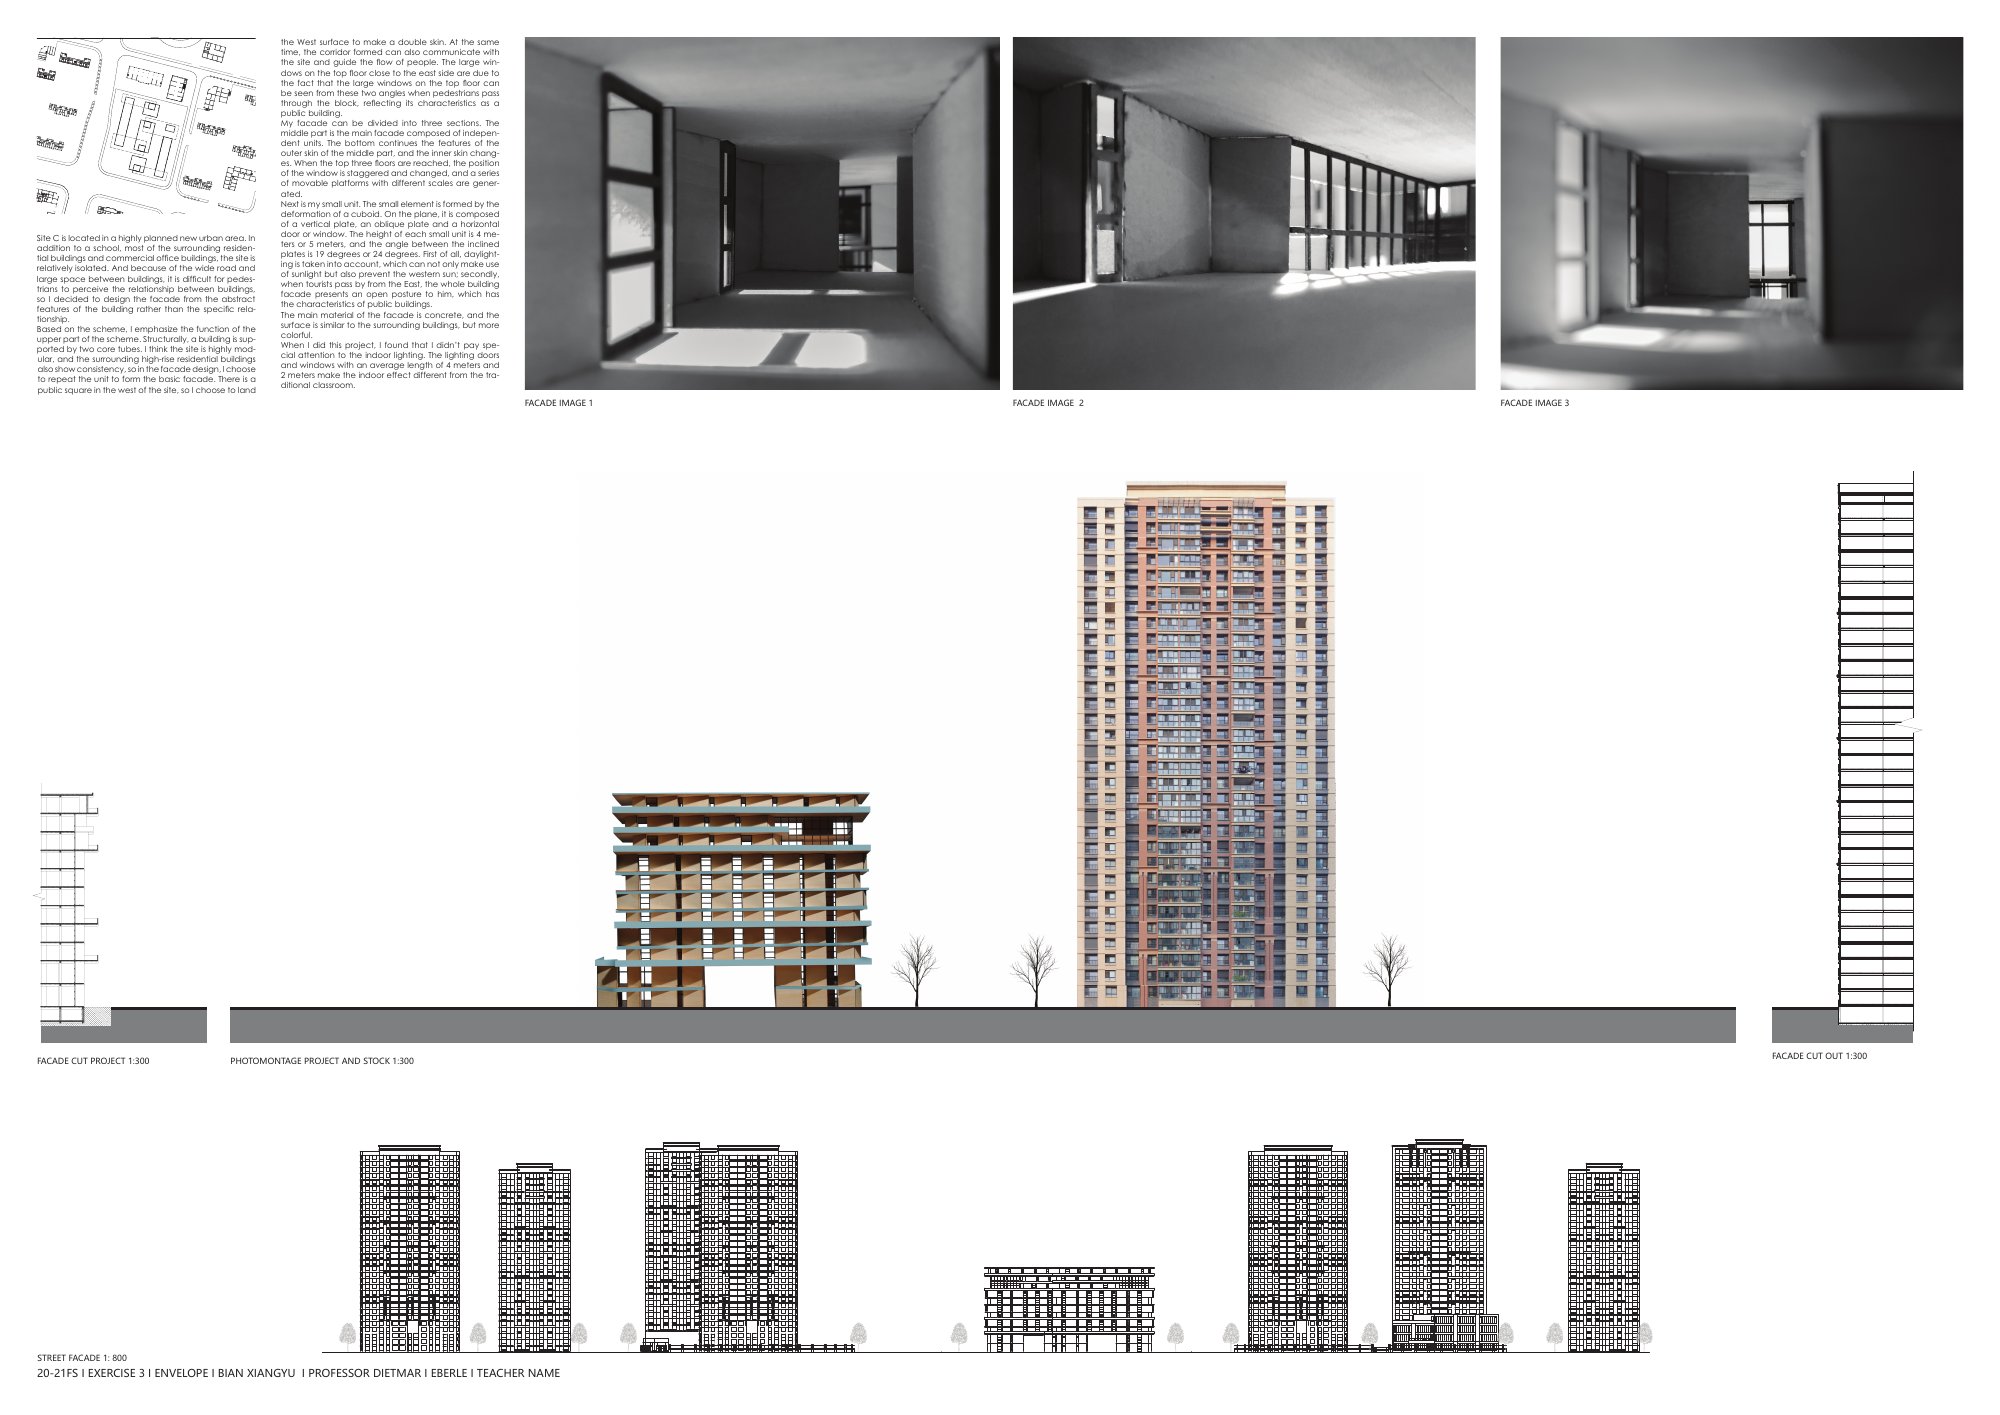 Site C is located in a highly planned new urban area. In
addition to a school, most of the surrounding residen-
tial buildings and commercial office buildings, the site is
relatively isolated. And because of the wide road and
large space between buildings, it is difficult for pedes-
trians to perceive the relationship between buildings,
so I decided to design the facade from the abstract
features of the building rather than the specific rela-
tionship.
Based on the scheme, I emphasize the function of the
upper part of the scheme. Structurally, a building is sup-
ported by two core tubes. I think the site is highly mod-
ular, and the surrounding high-rise residential buildings
also show consistency, so in the facade design, I choose
to repeat the unit to form the basic facade. There is a
public square in the west of the site, so I choose to land
the West surface to make a double skin. At the same
time, the corridor formed can also communicate with
the site and guide the flow of people. The large win-
dows on the top floor close to the east side are due to
the fact that the large windows on the top floor can
be seen from these two angles when pedestrians pass
through the block, reflecting its characteristics as a
public building.
My facade can be divided into three sections. The
middle part is the main facade composed of indepen-
dent units. The bottom continues the features of the
outer skin of the middle part, and the inner skin chang-
es. When the top three floors are reached, the position
of the window is staggered and changed, and a series
of movable platforms with different scales are gener-
ated.
Next is my small unit. The small element is formed by the
deformation of a cuboid. On the plane, it is composed
of a vertical plate, an oblique plate and a horizontal
door or window. The height of each small unit is 4 me-
ters or 5 meters, and the angle between the inclined
plates is 19 degrees or 24 degrees. First of all, daylight-
ing is taken into account, which can not only make use
of sunlight but also prevent the western sun; secondly,
when tourists pass by from the East, the whole building
facade presents an open posture to him, which has
the characteristics of public buildings.
The main material of the facade is concrete, and the
surface is similar to the surrounding buildings, but more
colorful.
When I did this project, I found that I didn't pay spe-
cial attention to the indoor lighting. The lighting doors
and windows with an average length of 4 meters and
2 meters make the indoor effect different from the tra-
ditional classroom.
FACADE IMAGE 1
FACADE IMAGE 2
FACADE IMAGE 3
FACADE CUT PROJECT 1:300
PHOTOMONTAGE PROJECT AND STOCK 1:300
FACADE CUT OUT 1:300
STREET FACADE 1: 800
20-21FS I EXERCISE 3 I ENVELOPE I BIAN XIANGYU I PROFESSOR DIETMAR I EBERLE I TEACHER NAME